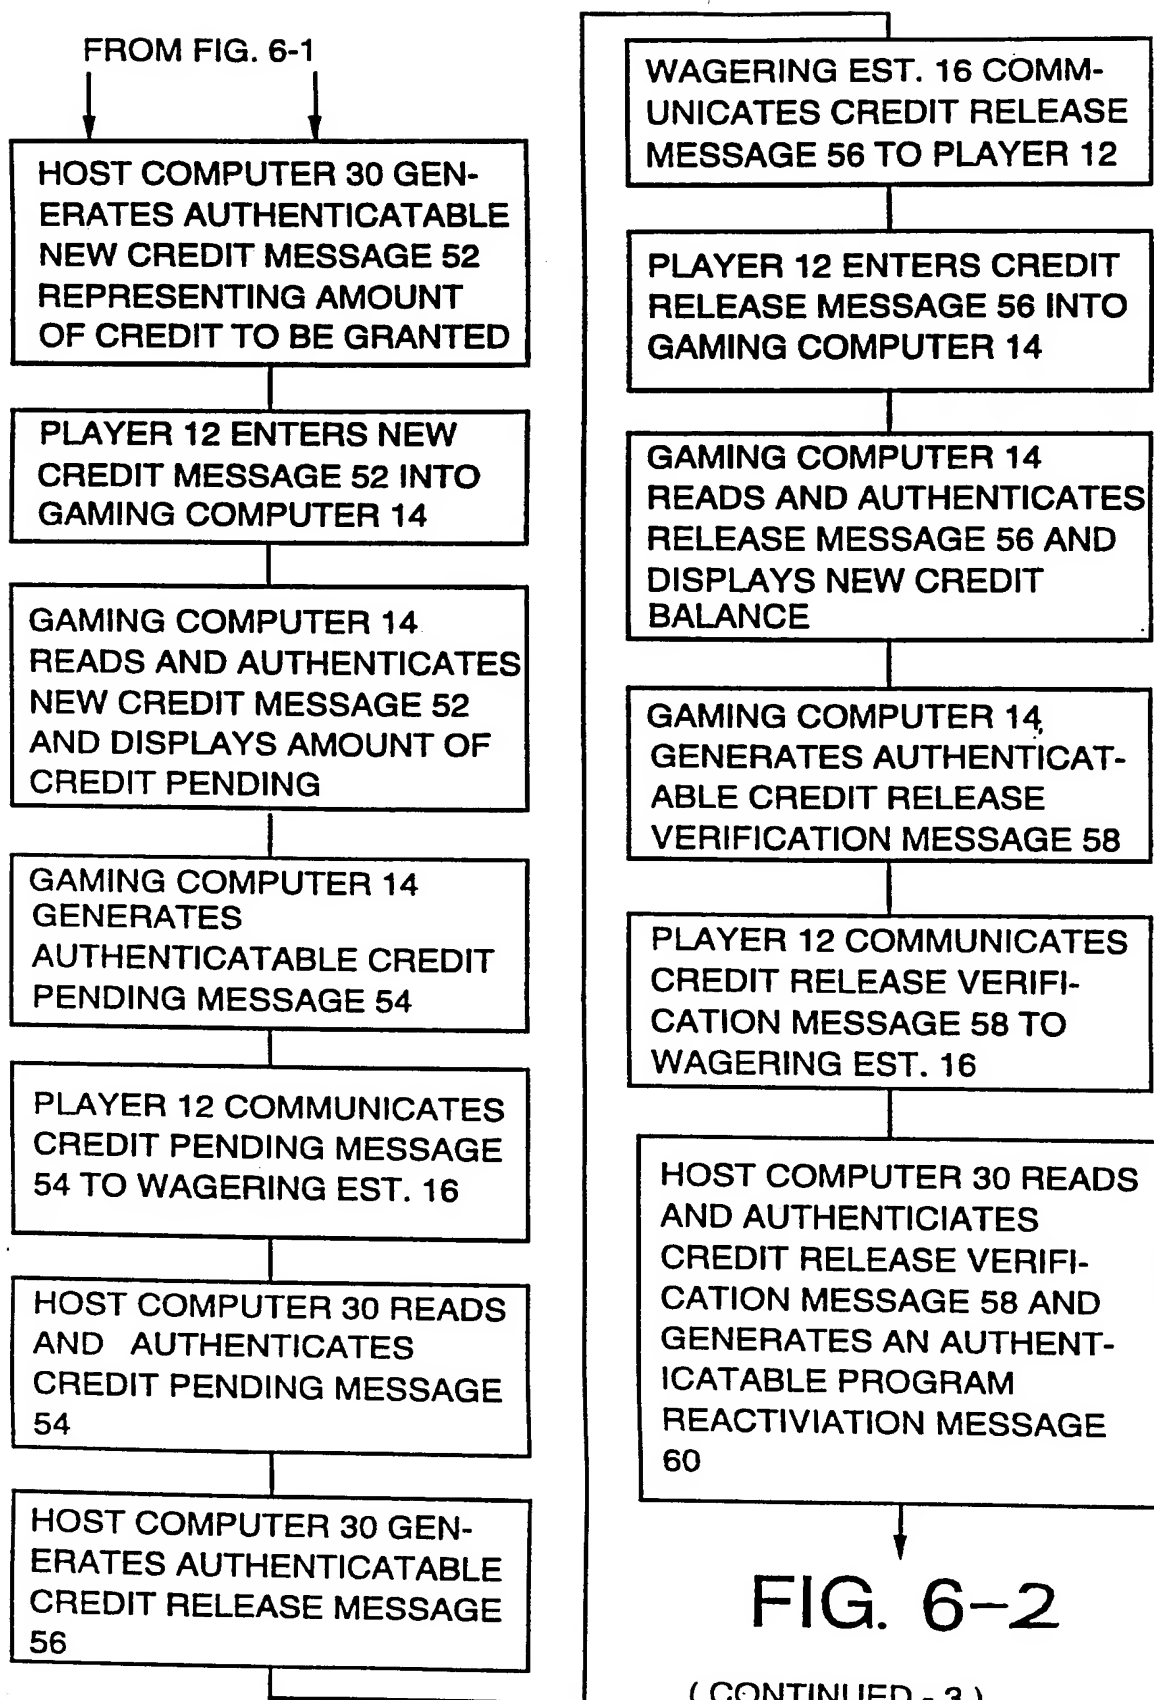 FROM FIG. 6-1
HOST COMPUTER 30 GEN-
ERATES AUTHENTICATABLE
NEW CREDIT MESSAGE 52
REPRESENTING AMOUNT
OF CREDIT TO BE GRANTED
PLAYER 12 ENTERS NEW
CREDIT MESSAGE 52 INTO
GAMING COMPUTER 14
GAMING COMPUTER 14
READS AND AUTHENTICATES
NEW CREDIT MESSAGE 52
AND DISPLAYS AMOUNT OF
CREDIT PENDING
GAMING COMPUTER 14
GENERATES
AUTHENTICATABLE CREDIT
PENDING MESSAGE 54
PLAYER 12 COMMUNICATES
CREDIT PENDING MESSAGE
54 TO WAGERING EST. 16
HOST COMPUTER 30 READS
AND AUTHENTICATES
CREDIT PENDING MESSAGE
54
HOST COMPUTER 30 GEN-
ERATES AUTHENTICATABLE
CREDIT RELEASE MESSAGE
56
WAGERING EST. 16 COMM-
UNICATES CREDIT RELEASE
MESSAGE 56 TO PLAYER 12
PLAYER 12 ENTERS CREDIT
RELEASE MESSAGE 56 INTO
GAMING COMPUTER 14
GAMING COMPUTER 14
READS AND AUTHENTICATES
RELEASE MESSAGE 56 AND
DISPLAYS NEW CREDIT
BALANCE
GAMING COMPUTER 14
GENERATES AUTHENTICAT-
ABLE CREDIT RELEASE
VERIFICATION MESSAGE 58
PLAYER 12 COMMUNICATES
CREDIT RELEASE VERIFI-
CATION MESSAGE 58 TO
WAGERING EST. 16
HOST COMPUTER 30 READS
AND AUTHENTICIATES
CREDIT RELEASE VERIFI-
CATION MESSAGE 58 AND
GENERATES AN AUTHENT-
ICATABLE PROGRAM
REACTIVIATION MESSAGE
60
FIG. 6-2
( CONTINUED - 3 )